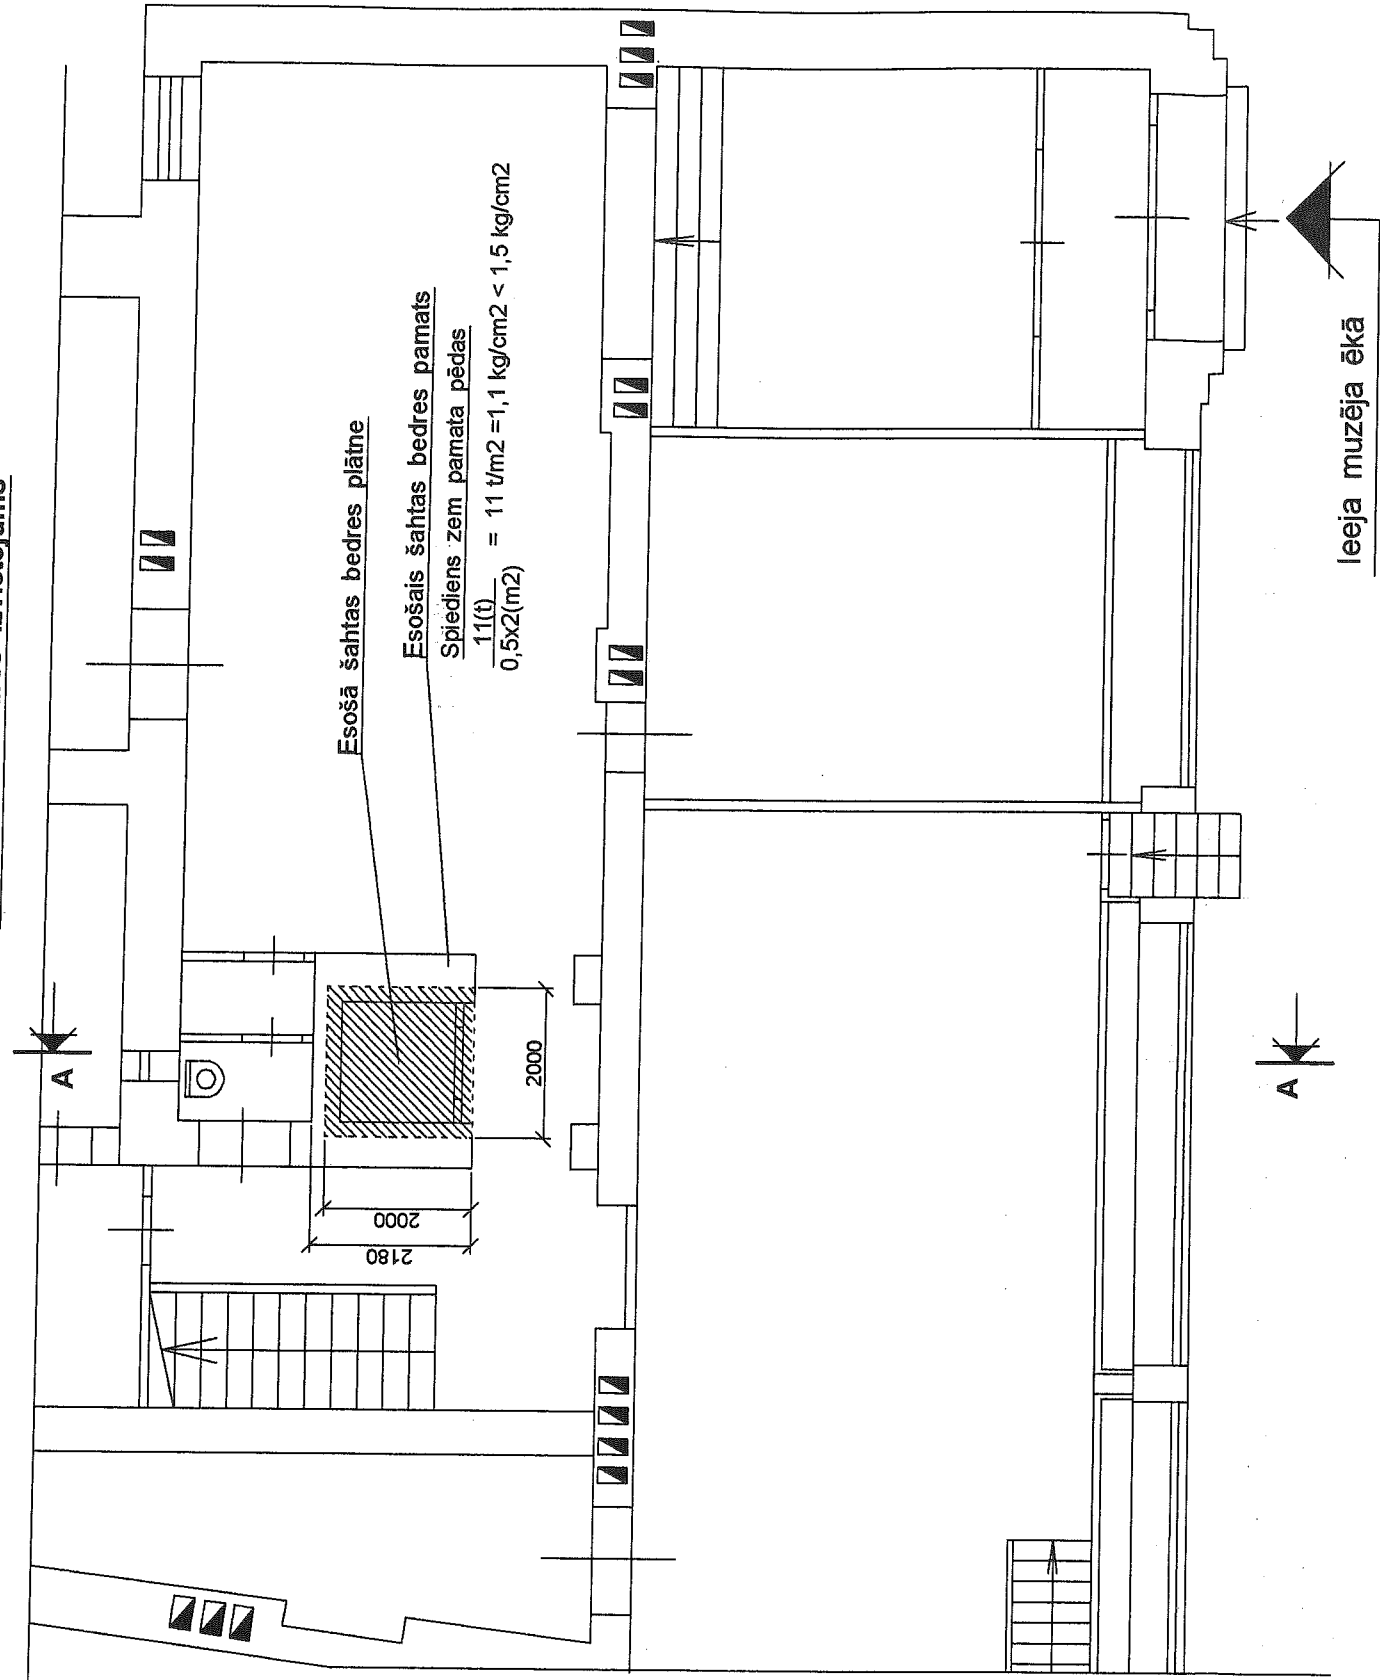 Esošā šahtas bedres plātne
Esošais šahtas bedres pamats
Spiediens zem pamata pēdas
11(t)
0,5x2(m2)
= 11 t/m2 =1,1 kg/cm2 < 1,5 kg/cm2
A
2000
2000
2180
A
Ieeja muzēja ēkā